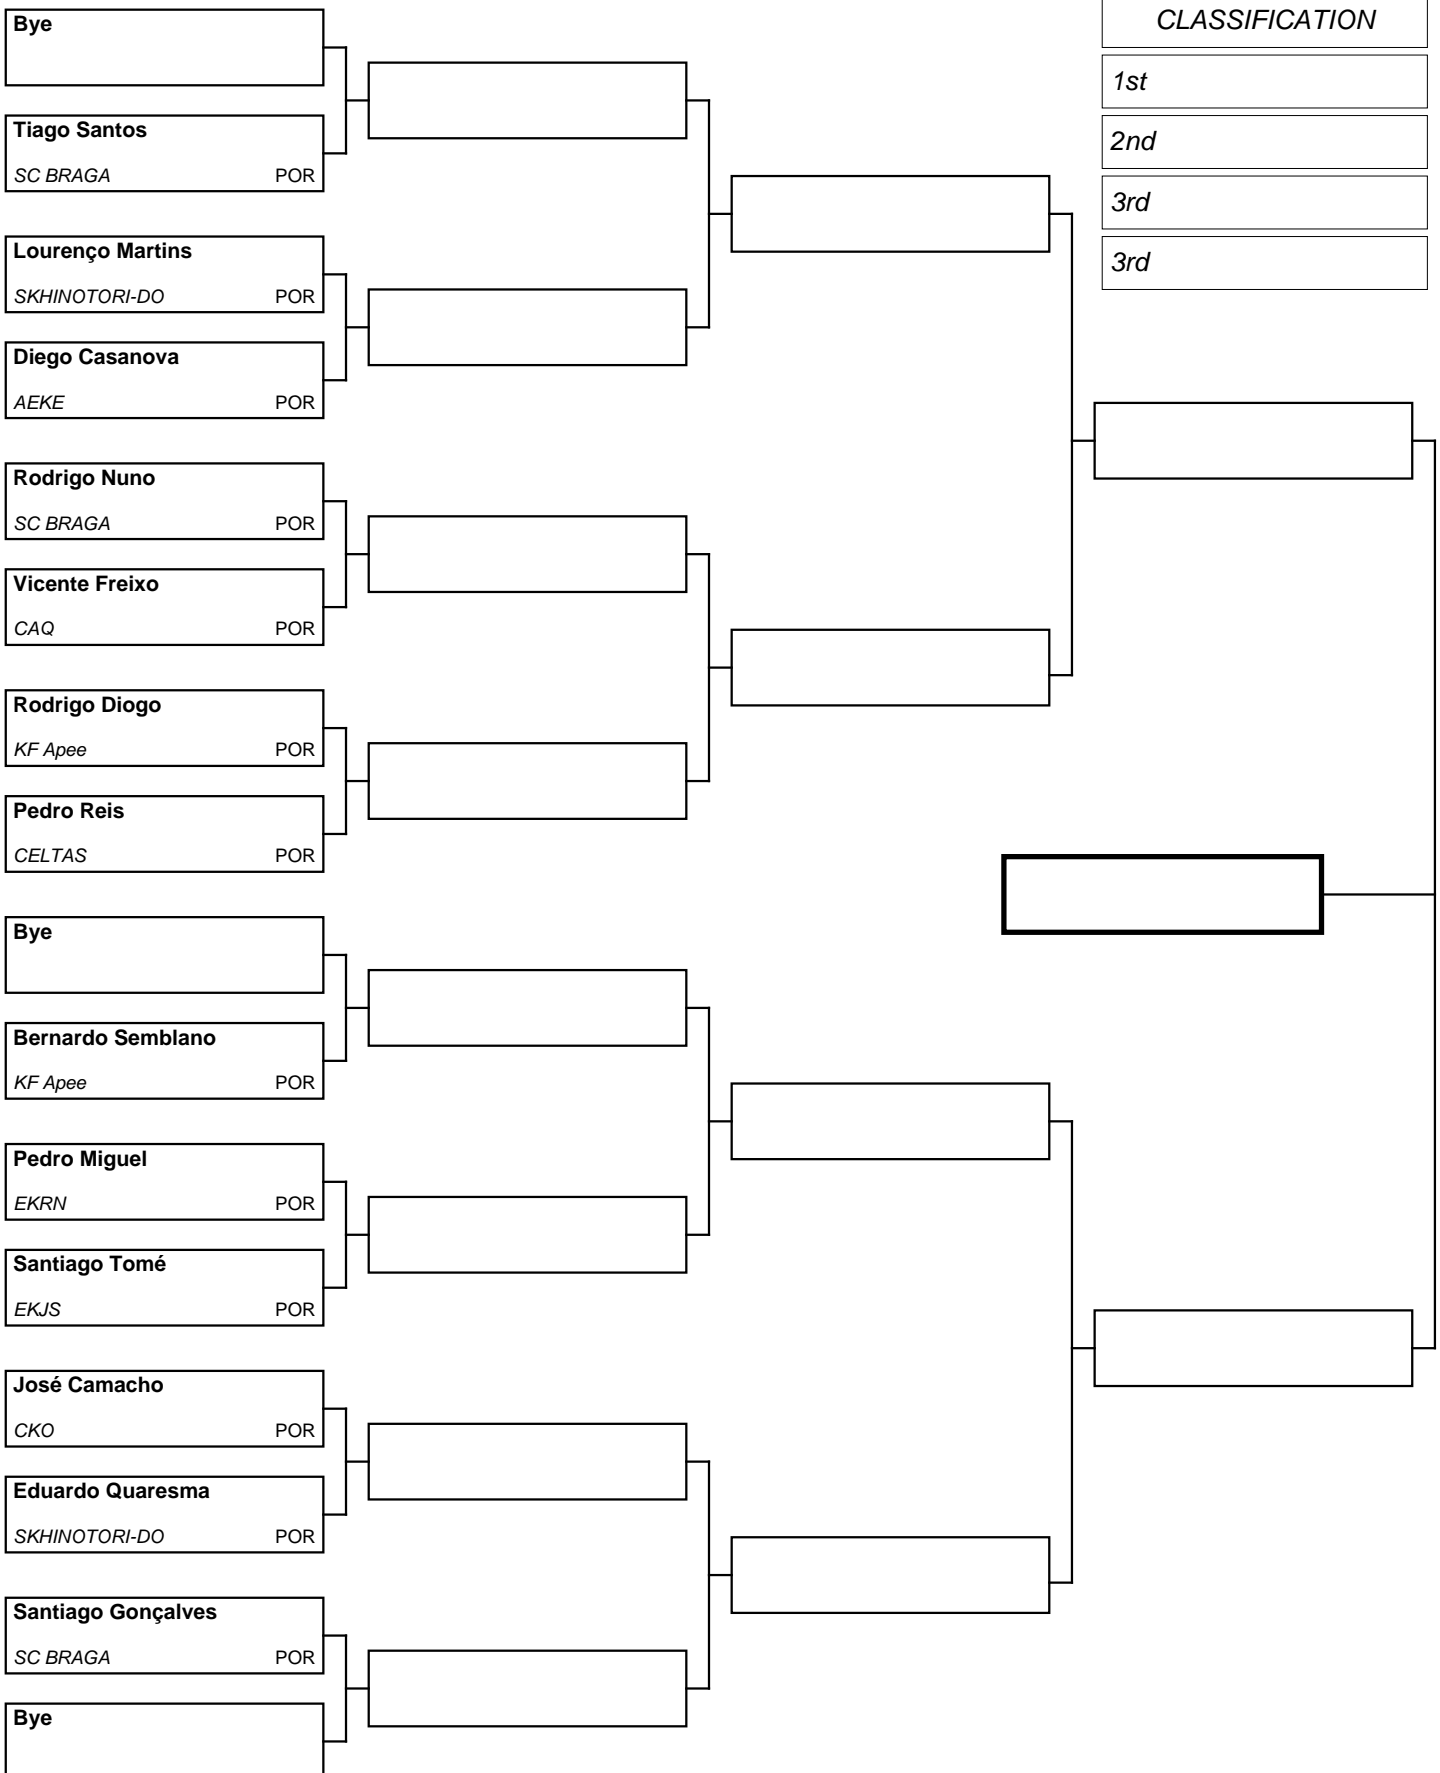 CLASSIFICATION
1st
2nd
3rd
3rd
Bye
Tiago Santos
SC BRAGA POR
Lourenço Martins
SKHINOTORI-DO POR
Diego Casanova
AEKE POR
Rodrigo Nuno
SC BRAGA POR
Vicente Freixo
CAQ POR
Rodrigo Diogo
KF Apee POR
Pedro Reis
CELTAS POR
Bye
Bernardo Semblano
KF Apee POR
Pedro Miguel
EKRN POR
Santiago Tomé
EKJS POR
José Camacho
CKO POR
Eduardo Quaresma
SKHINOTORI-DO POR
Santiago Gonçalves
SC BRAGA POR
Bye